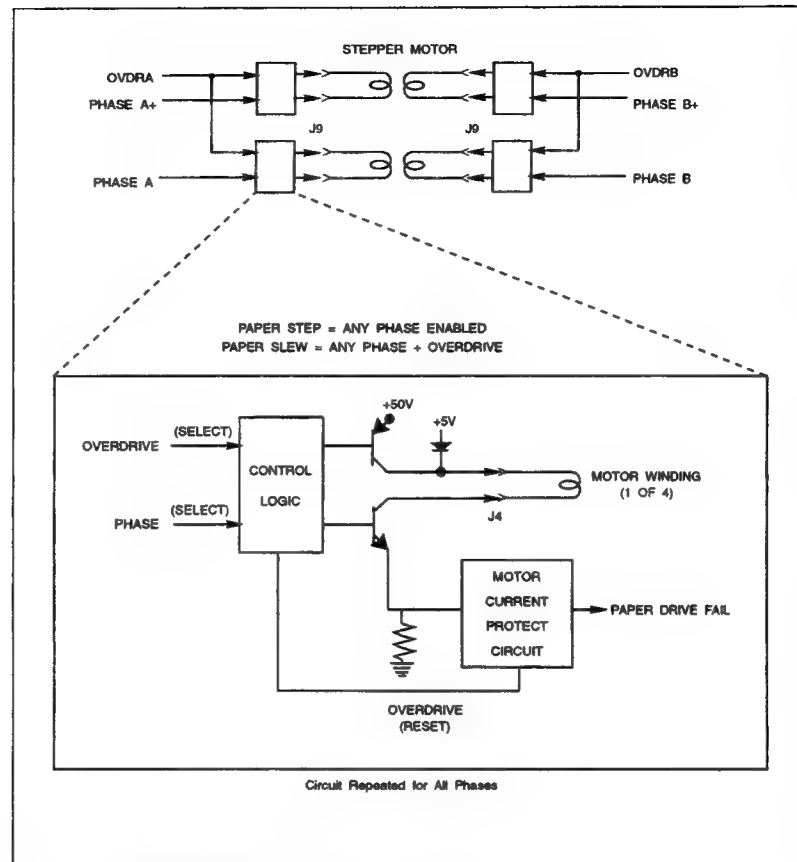 STEPPER MOTOR
OVDRA
OVDRB
PHASE A+
PHASE B+
J9
J9
PHASE A
PHASE B
PAPER STEP = ANY PHASE ENABLED
PAPER SLEW = ANY PHASE + OVERDRIVE
+50V
+5V
OVERDRIVE
(SELECT)
CONTROL
LOGIC
MOTOR WINDING
(1 OF 4)
PHASE
(SELECT)
J4
MOTOR
CURRENT
PROTECT
CIRCUIT
PAPER DRIVE FAIL
OVERDRIVE
(RESET)
Circuit Repeated for All Phases